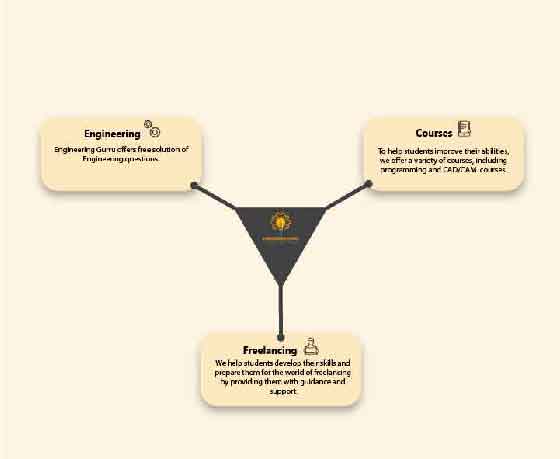 Engineering
Engineering Gurru offers free solution of
Engineering questions.
Courses
To help students improve their abilities,
we offer a variety of courses, including
programming and CAD/CAM courses.
Freelancing
We help students develop their skills and
prepare them for the world of freelancing
by providing them with guidance and
support.